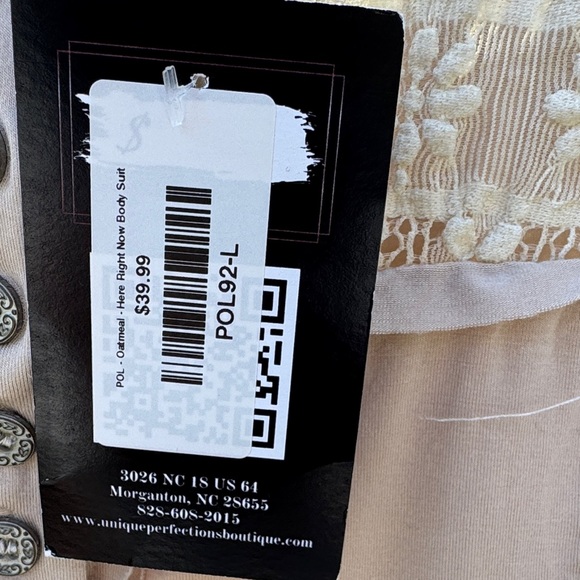 $
POL - Oatmeal - Here Right Now Body Suit
$39.99
POL92-L
3026 NC 18 US 64
Morganton, NC 28655
828-608-2015
www.uniqueperfectionsboutique.com